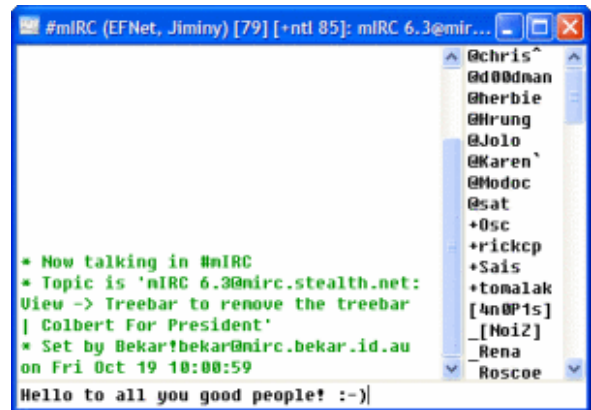 #mIRC (EFNet, Jiminy) [79] [+ntl 85]: mIRC 6.3@mir...
* Now talking in #mIRC
* Topic is 'mIRC 6.3@mirc.stealth.net:
View -> Treebar to remove the treebar
| Colbert For President'
* Set by Bekar!bekar@mirc.bekar.id.au
on Fri Oct 19 10:00:59
@chris^
@d00dman
@herbie
@Hrung
@Jolo
@Karen`
@Modoc
@sat
+Osc
+rickcp
+Sais
+tomalak
[4n0P1s]
_[NoiZ]
_Rena
Roscoe
Hello to all you good people! :-)